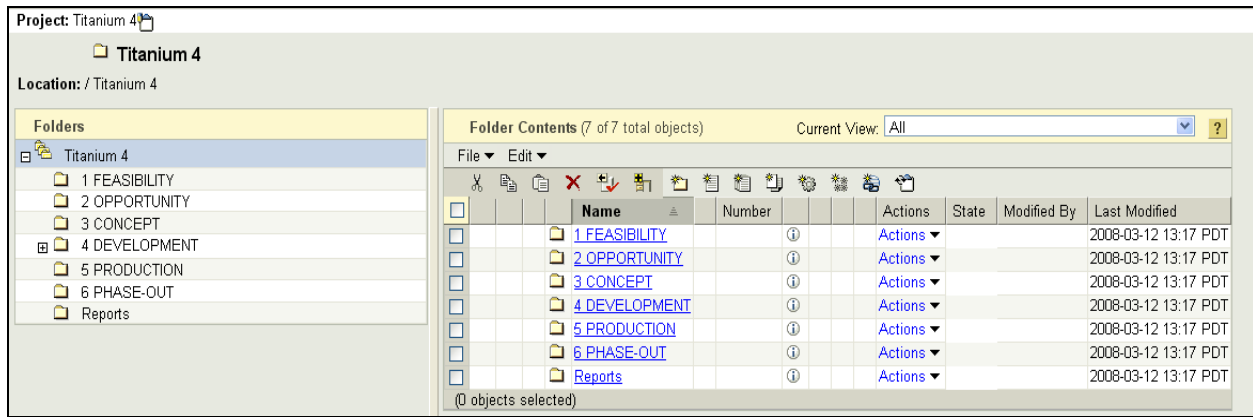 Project: Titanium 4
Titanium 4
Location: / Titanium 4
Folders
Titanium 4
1 FEASIBILITY
2 OPPORTUNITY
3 CONCEPT
4 DEVELOPMENT
5 PRODUCTION
6 PHASE-OUT
Reports
Folder Contents (7 of 7 total objects) Current View: All ?
File Edit
Name Number Actions State Modified By Last Modified
1 FEASIBILITY Actions 2008-03-12 13:17 PDT
2 OPPORTUNITY Actions 2008-03-12 13:17 PDT
3 CONCEPT Actions 2008-03-12 13:17 PDT
4 DEVELOPMENT Actions 2008-03-12 13:17 PDT
5 PRODUCTION Actions 2008-03-12 13:17 PDT
6 PHASE-OUT Actions 2008-03-12 13:17 PDT
Reports Actions 2008-03-12 13:17 PDT
(0 objects selected)